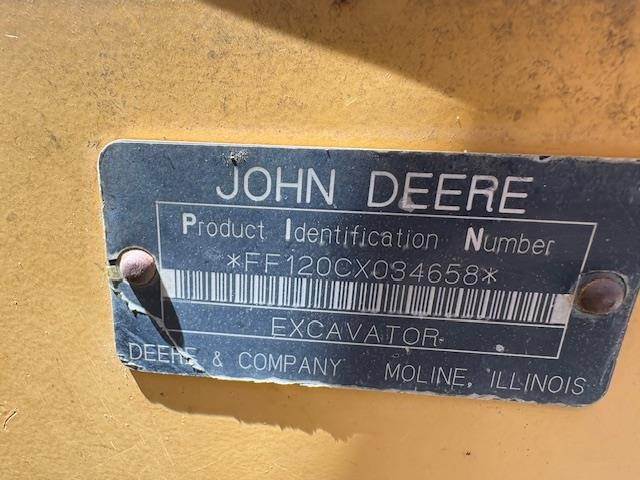 JOHN DEERE
Product Identification Number
*FF120CX034658*
EXCAVATOR
DEERE & COMPANY MOLINE, ILLINOIS